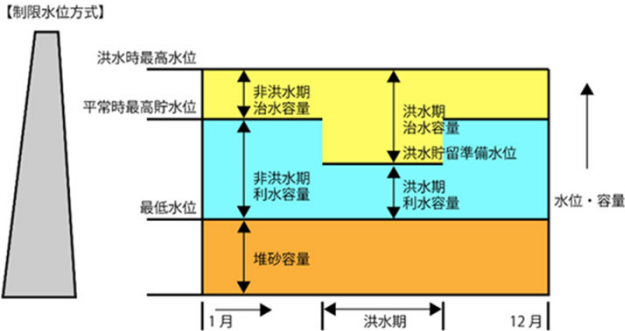 【制限水位方式】
洪水時最高水位
平常時最高貯水位
最低水位
非洪水期
治水容量
洪水期
治水容量
洪水貯留準備水位
非洪水期
利水容量
洪水期
利水容量
堆砂容量
水位・容量
1月
洪水期
12月